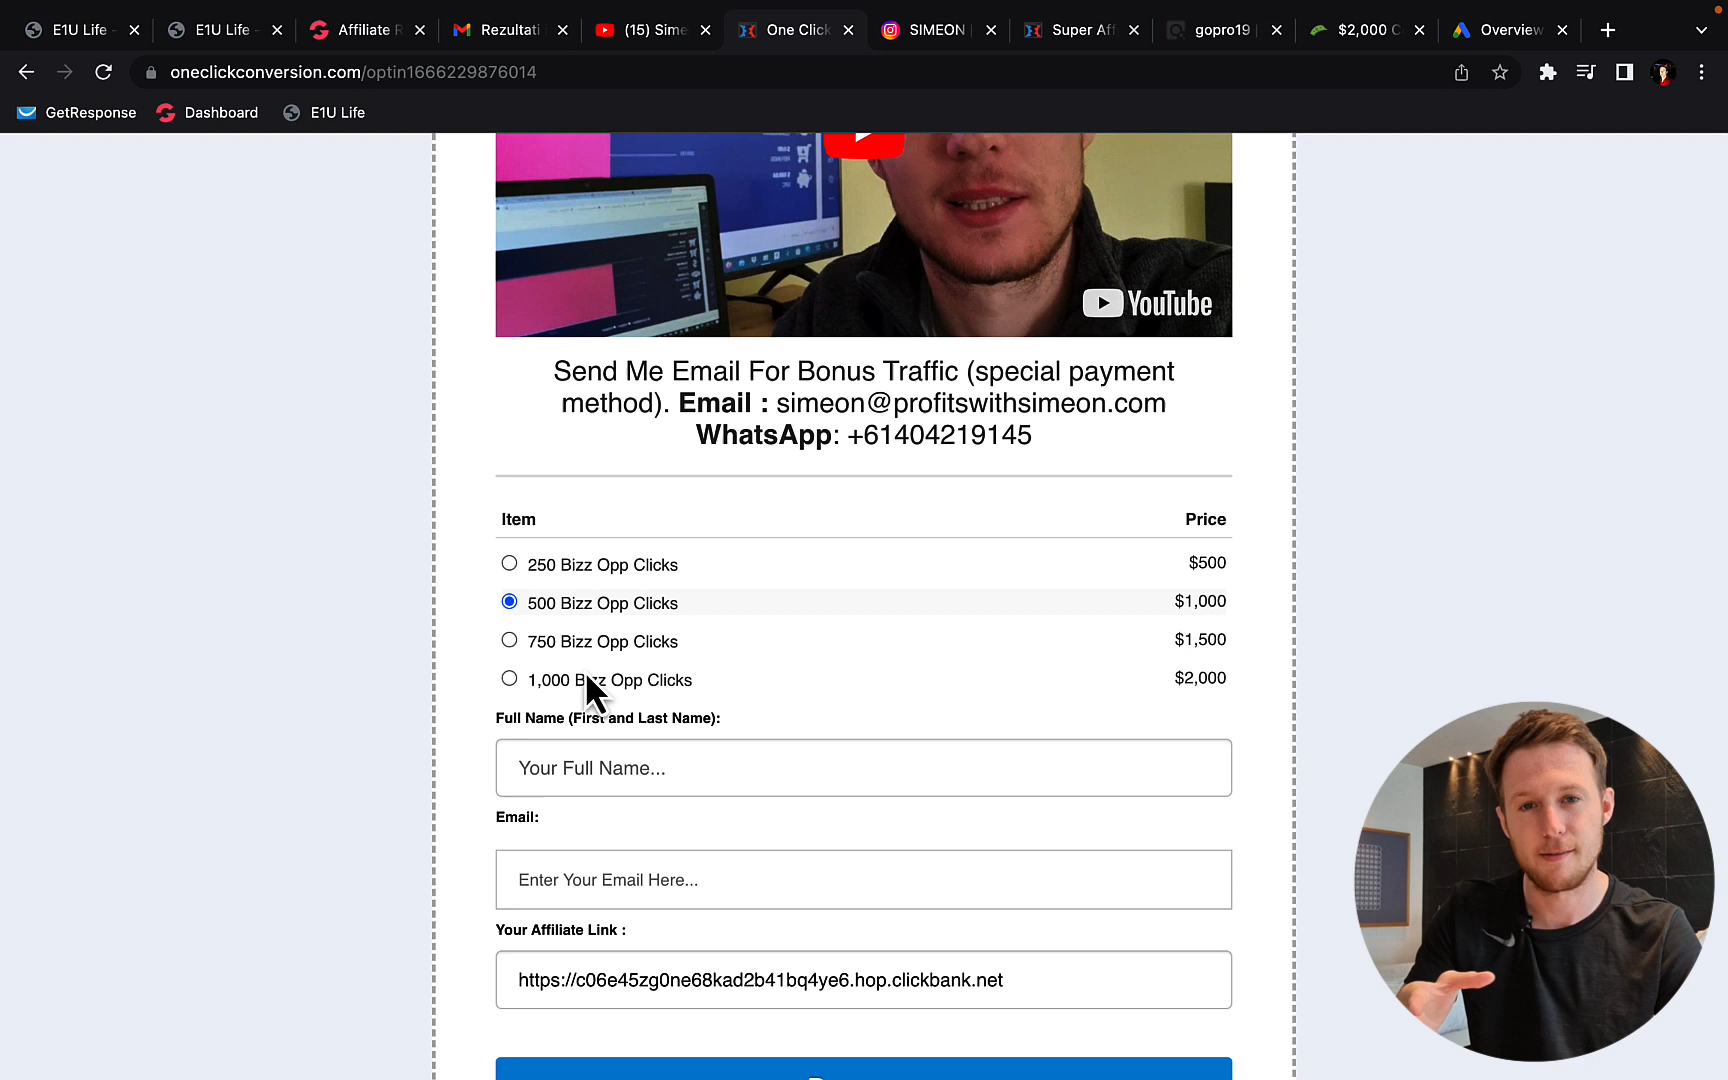 E1U Life -
E1U Life -
Affiliate R
Rezultati
(15) Sime
One Click
SIMEON
Super Aff
gopro19
$2,000 C
Overview
oneclickconversion.com/optin1666229876014
GetResponse
Dashboard
E1U Life
YouTube
Send Me Email For Bonus Traffic (special payment
method). Email : simeon@profitswithsimeon.com
WhatsApp: +61404219145
Item Price
250 Bizz Opp Clicks $500
500 Bizz Opp Clicks $1,000
750 Bizz Opp Clicks $1,500
1,000 Bizz Opp Clicks $2,000
Full Name (First and Last Name):
Your Full Name...
Email:
Enter Your Email Here...
Your Affiliate Link :
https://c06e45zg0ne68kad2b41bq4ye6.hop.clickbank.net